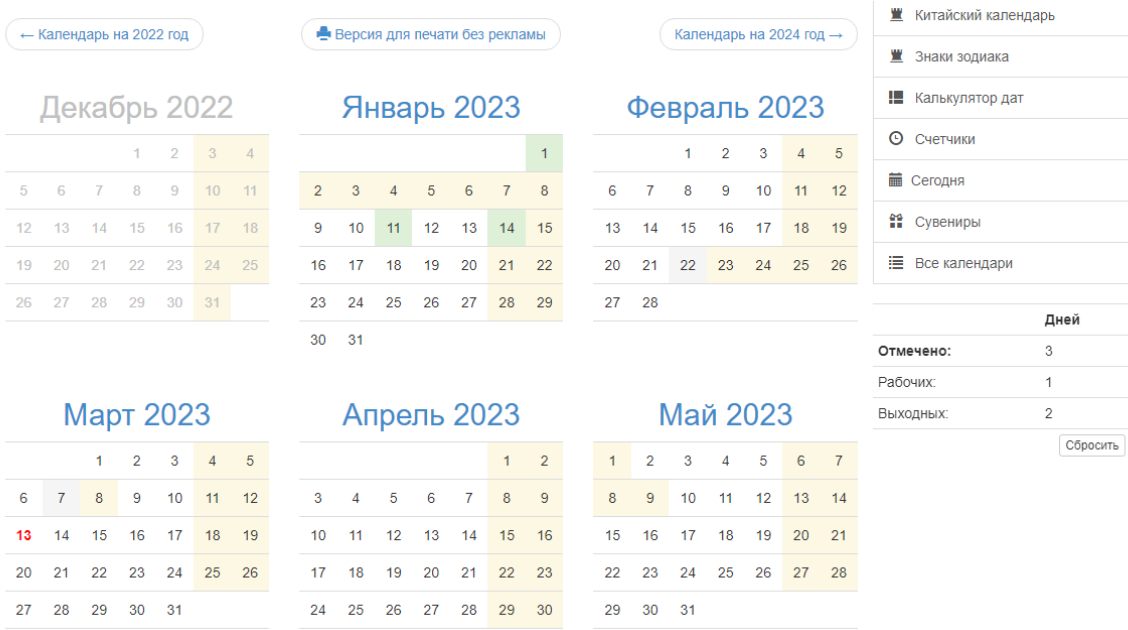 ← Календарь на 2022 год
Версия для печати без рекламы
Календарь на 2024 год →
Декабрь 2022
1 2 3 4
5 6 7 8 9 10 11
12 13 14 15 16 17 18
19 20 21 22 23 24 25
26 27 28 29 30 31
Январь 2023
1
2 3 4 5 6 7 8
9 10 11 12 13 14 15
16 17 18 19 20 21 22
23 24 25 26 27 28 29
30 31
Февраль 2023
1 2 3 4 5
6 7 8 9 10 11 12
13 14 15 16 17 18 19
20 21 22 23 24 25 26
27 28
Март 2023
1 2 3 4 5
6 7 8 9 10 11 12
13 14 15 16 17 18 19
20 21 22 23 24 25 26
27 28 29 30 31
Апрель 2023
1 2
3 4 5 6 7 8 9
10 11 12 13 14 15 16
17 18 19 20 21 22 23
24 25 26 27 28 29 30
Май 2023
1 2 3 4 5 6 7
8 9 10 11 12 13 14
15 16 17 18 19 20 21
22 23 24 25 26 27 28
29 30 31
Китайский календарь
Знаки зодиака
Калькулятор дат
Счетчики
Сегодня
Сувениры
Все календари
Дней
Отмечено: 3
Рабочих: 1
Выходных: 2
Сбросить